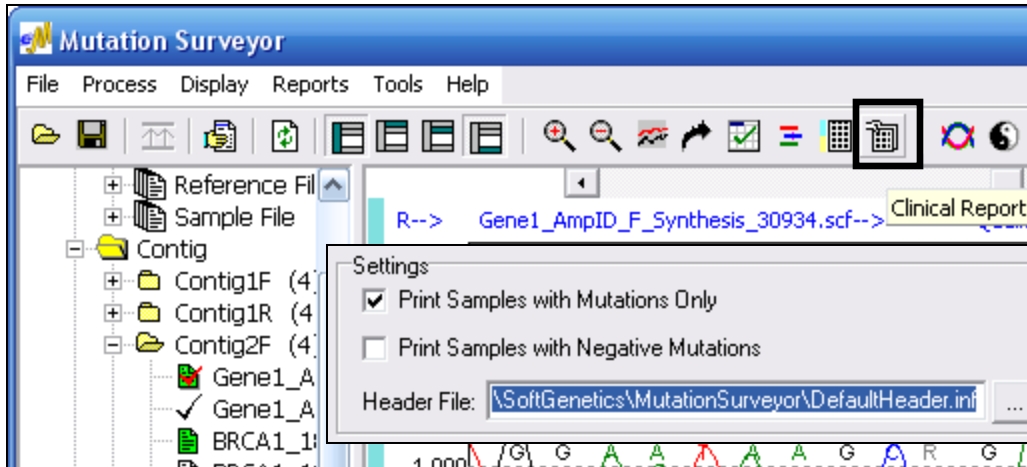 Mutation Surveyor
File Process Display Reports Tools Help
Clinical Report
Reference Fil
Sample File
Contig
Contig1F (4)
Contig1R (4
Contig2F (4)
Gene1_A
Gene1_A
BRCA1_1
R--> Gene1_AmpID_F_Synthesis_30934.scf-->
Settings
Print Samples with Mutations Only
Print Samples with Negative Mutations
Header File: \SoftGenetics\MutationSurveyor\DefaultHeader.inf ...
1,000 G G A A T A A G A R G